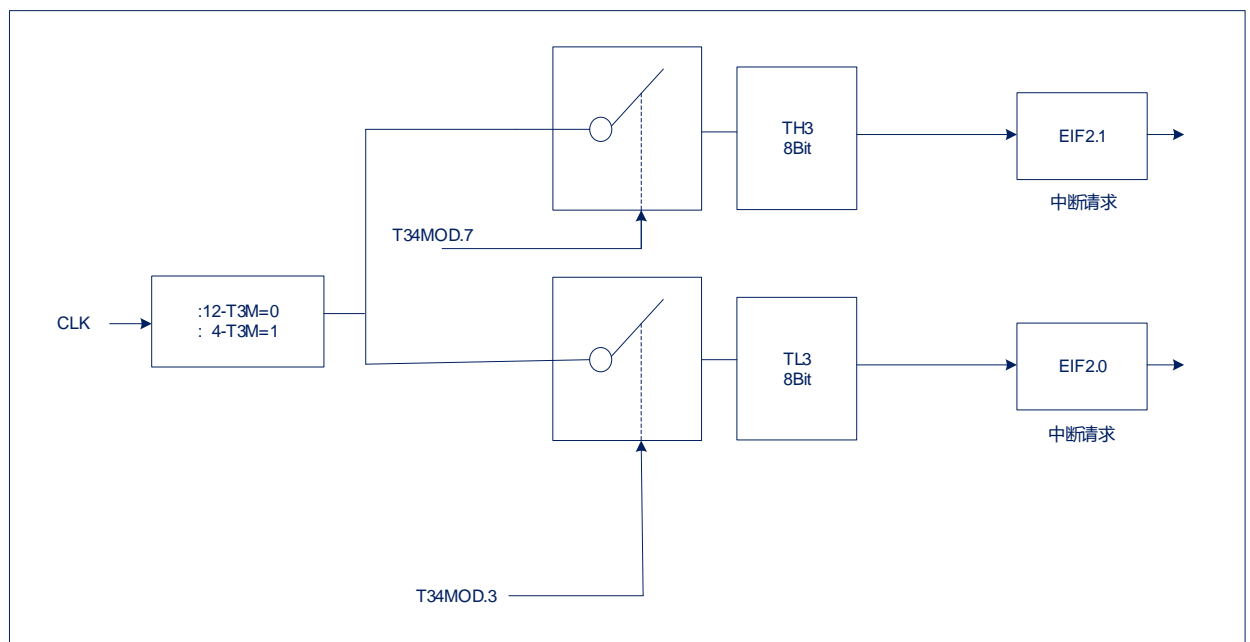 TH3
8Bit
EIF2.1
中断请求
T34MOD.7
CLK
:12-T3M=0
: 4-T3M=1
TL3
8Bit
EIF2.0
中断请求
T34MOD.3